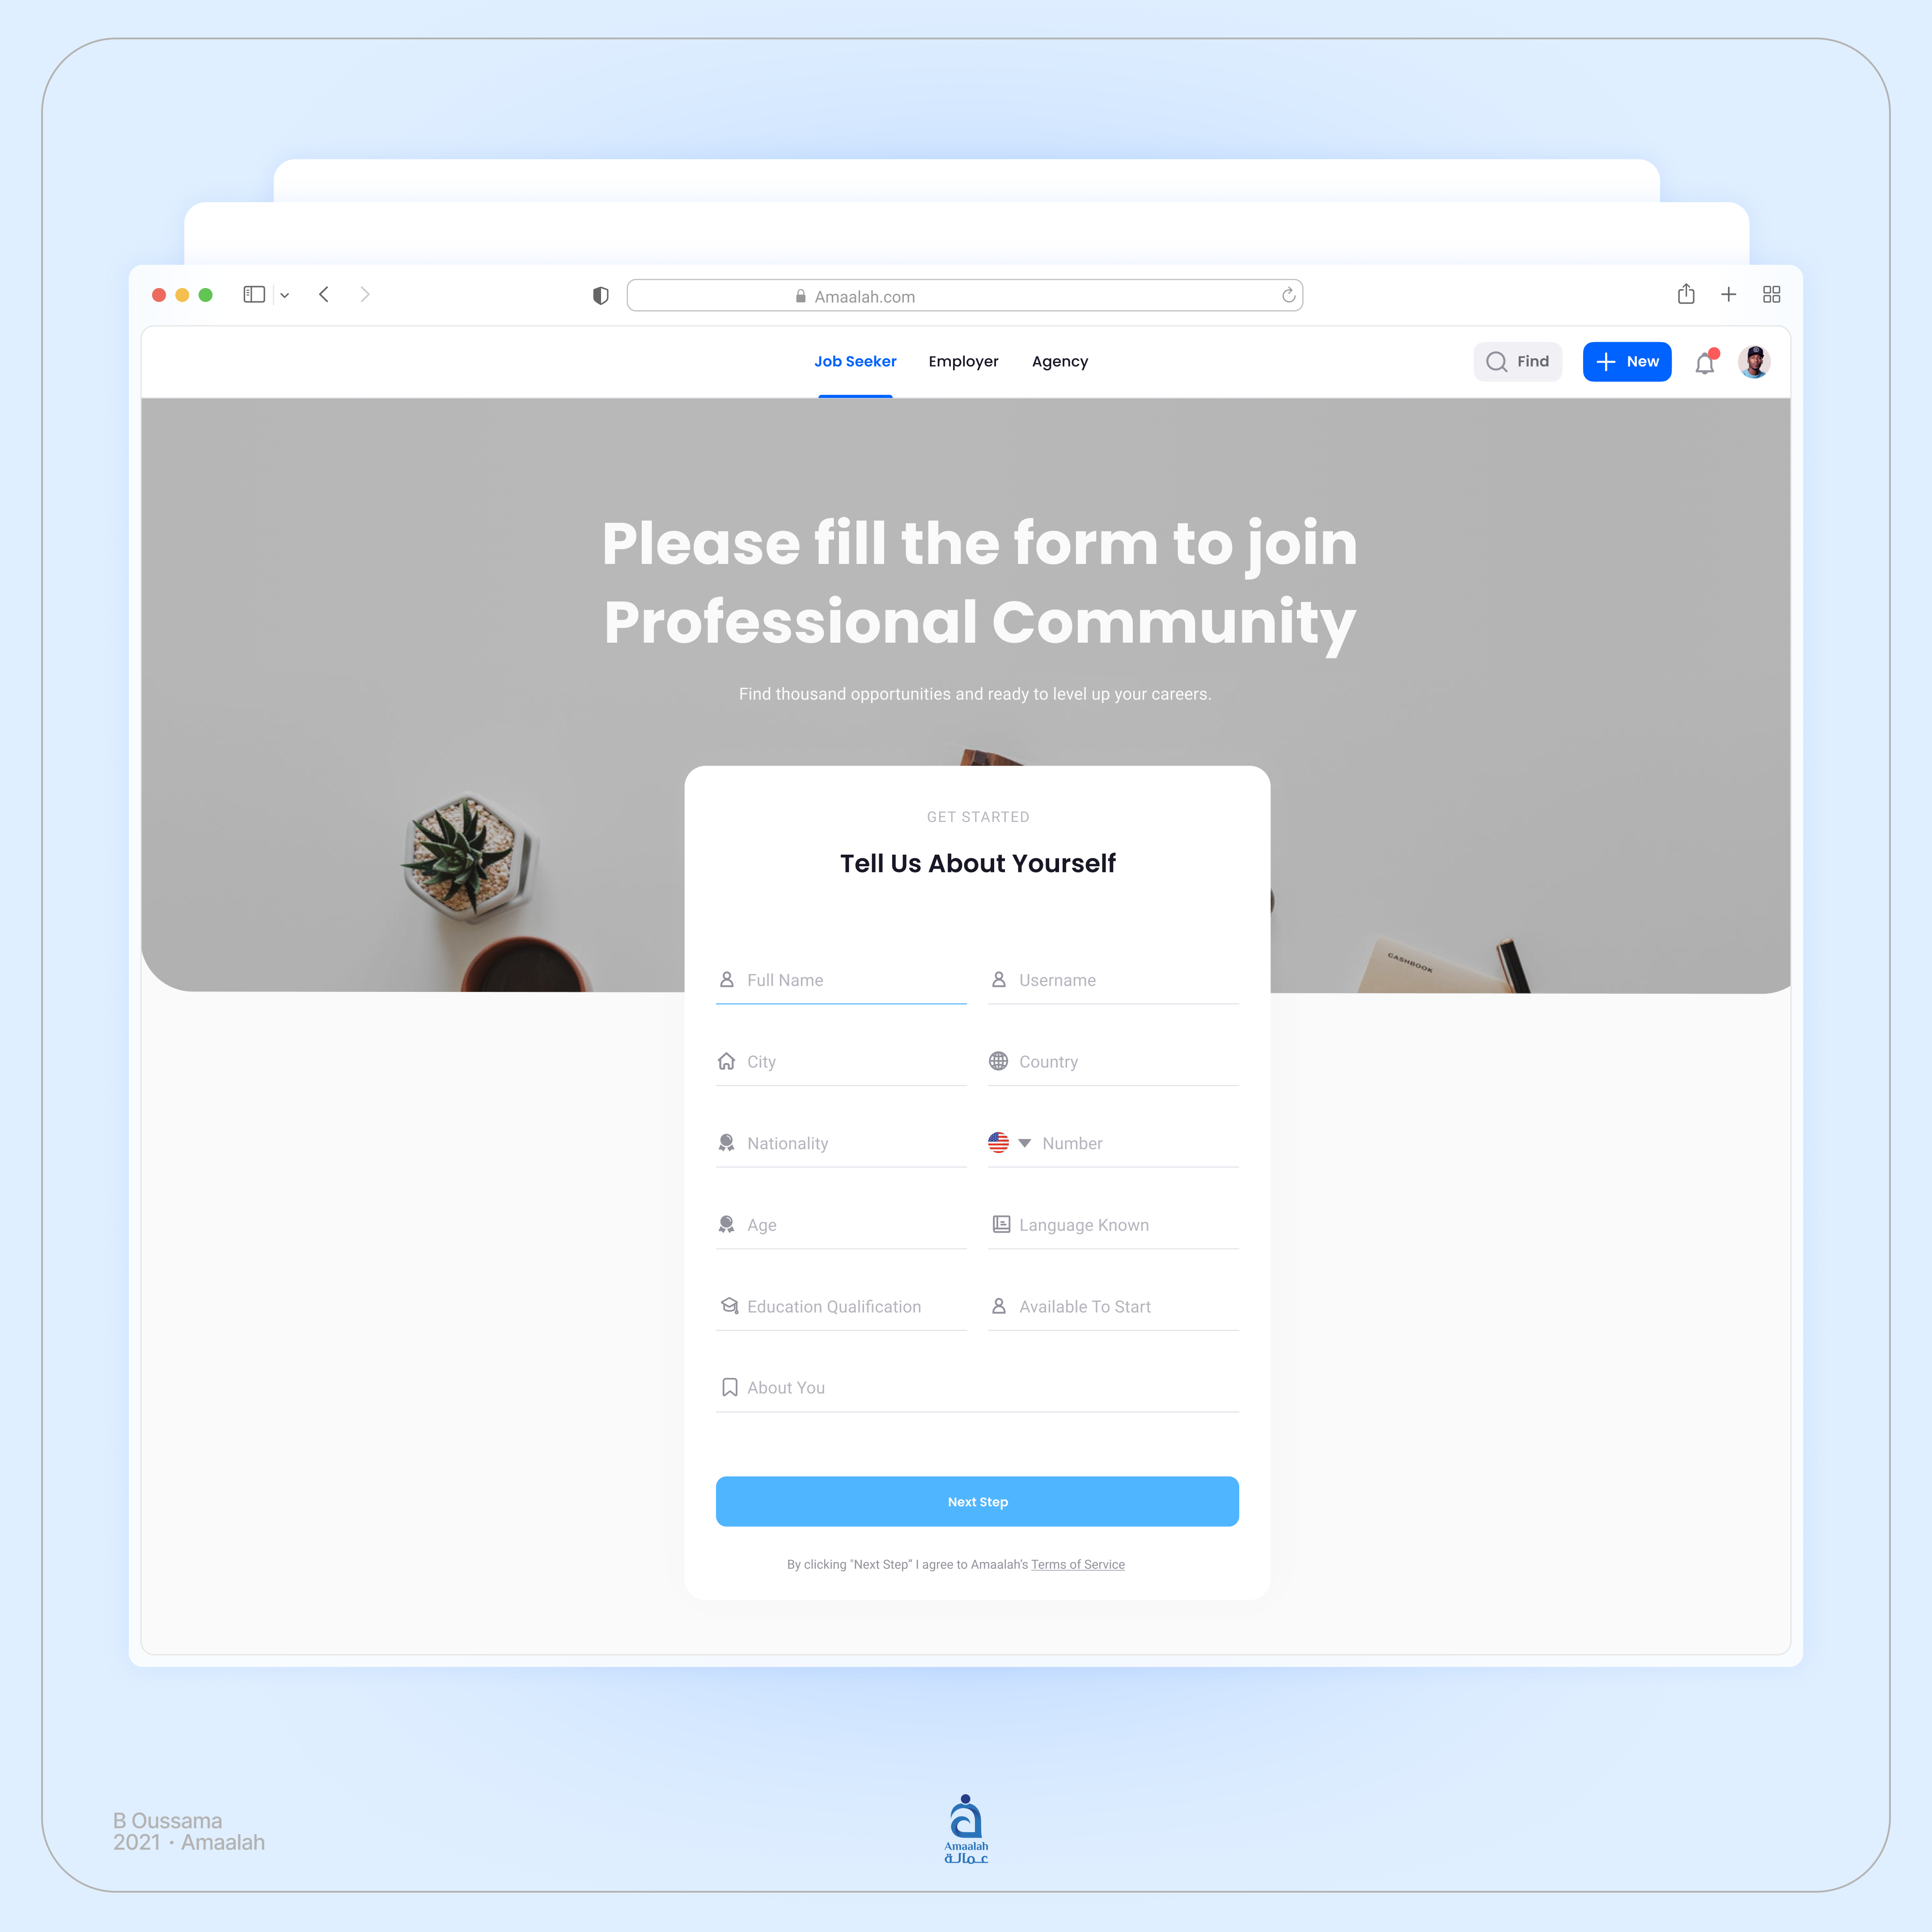 Amaalah.com
Job Seeker
Employer
Agency
Find
New
Please fill the form to join
Professional Community
Find thousand opportunities and ready to level up your careers.
GET STARTED
Tell Us About Yourself
Full Name
Username
City
Country
Nationality
Number
Age
Language Known
Education Qualification
Available To Start
About You
Next Step
By clicking "Next Step” I agree to Amaalah’s Terms of Service
CASHBOOK
B Oussama
2021 · Amaalah
Amaalah
عمالة